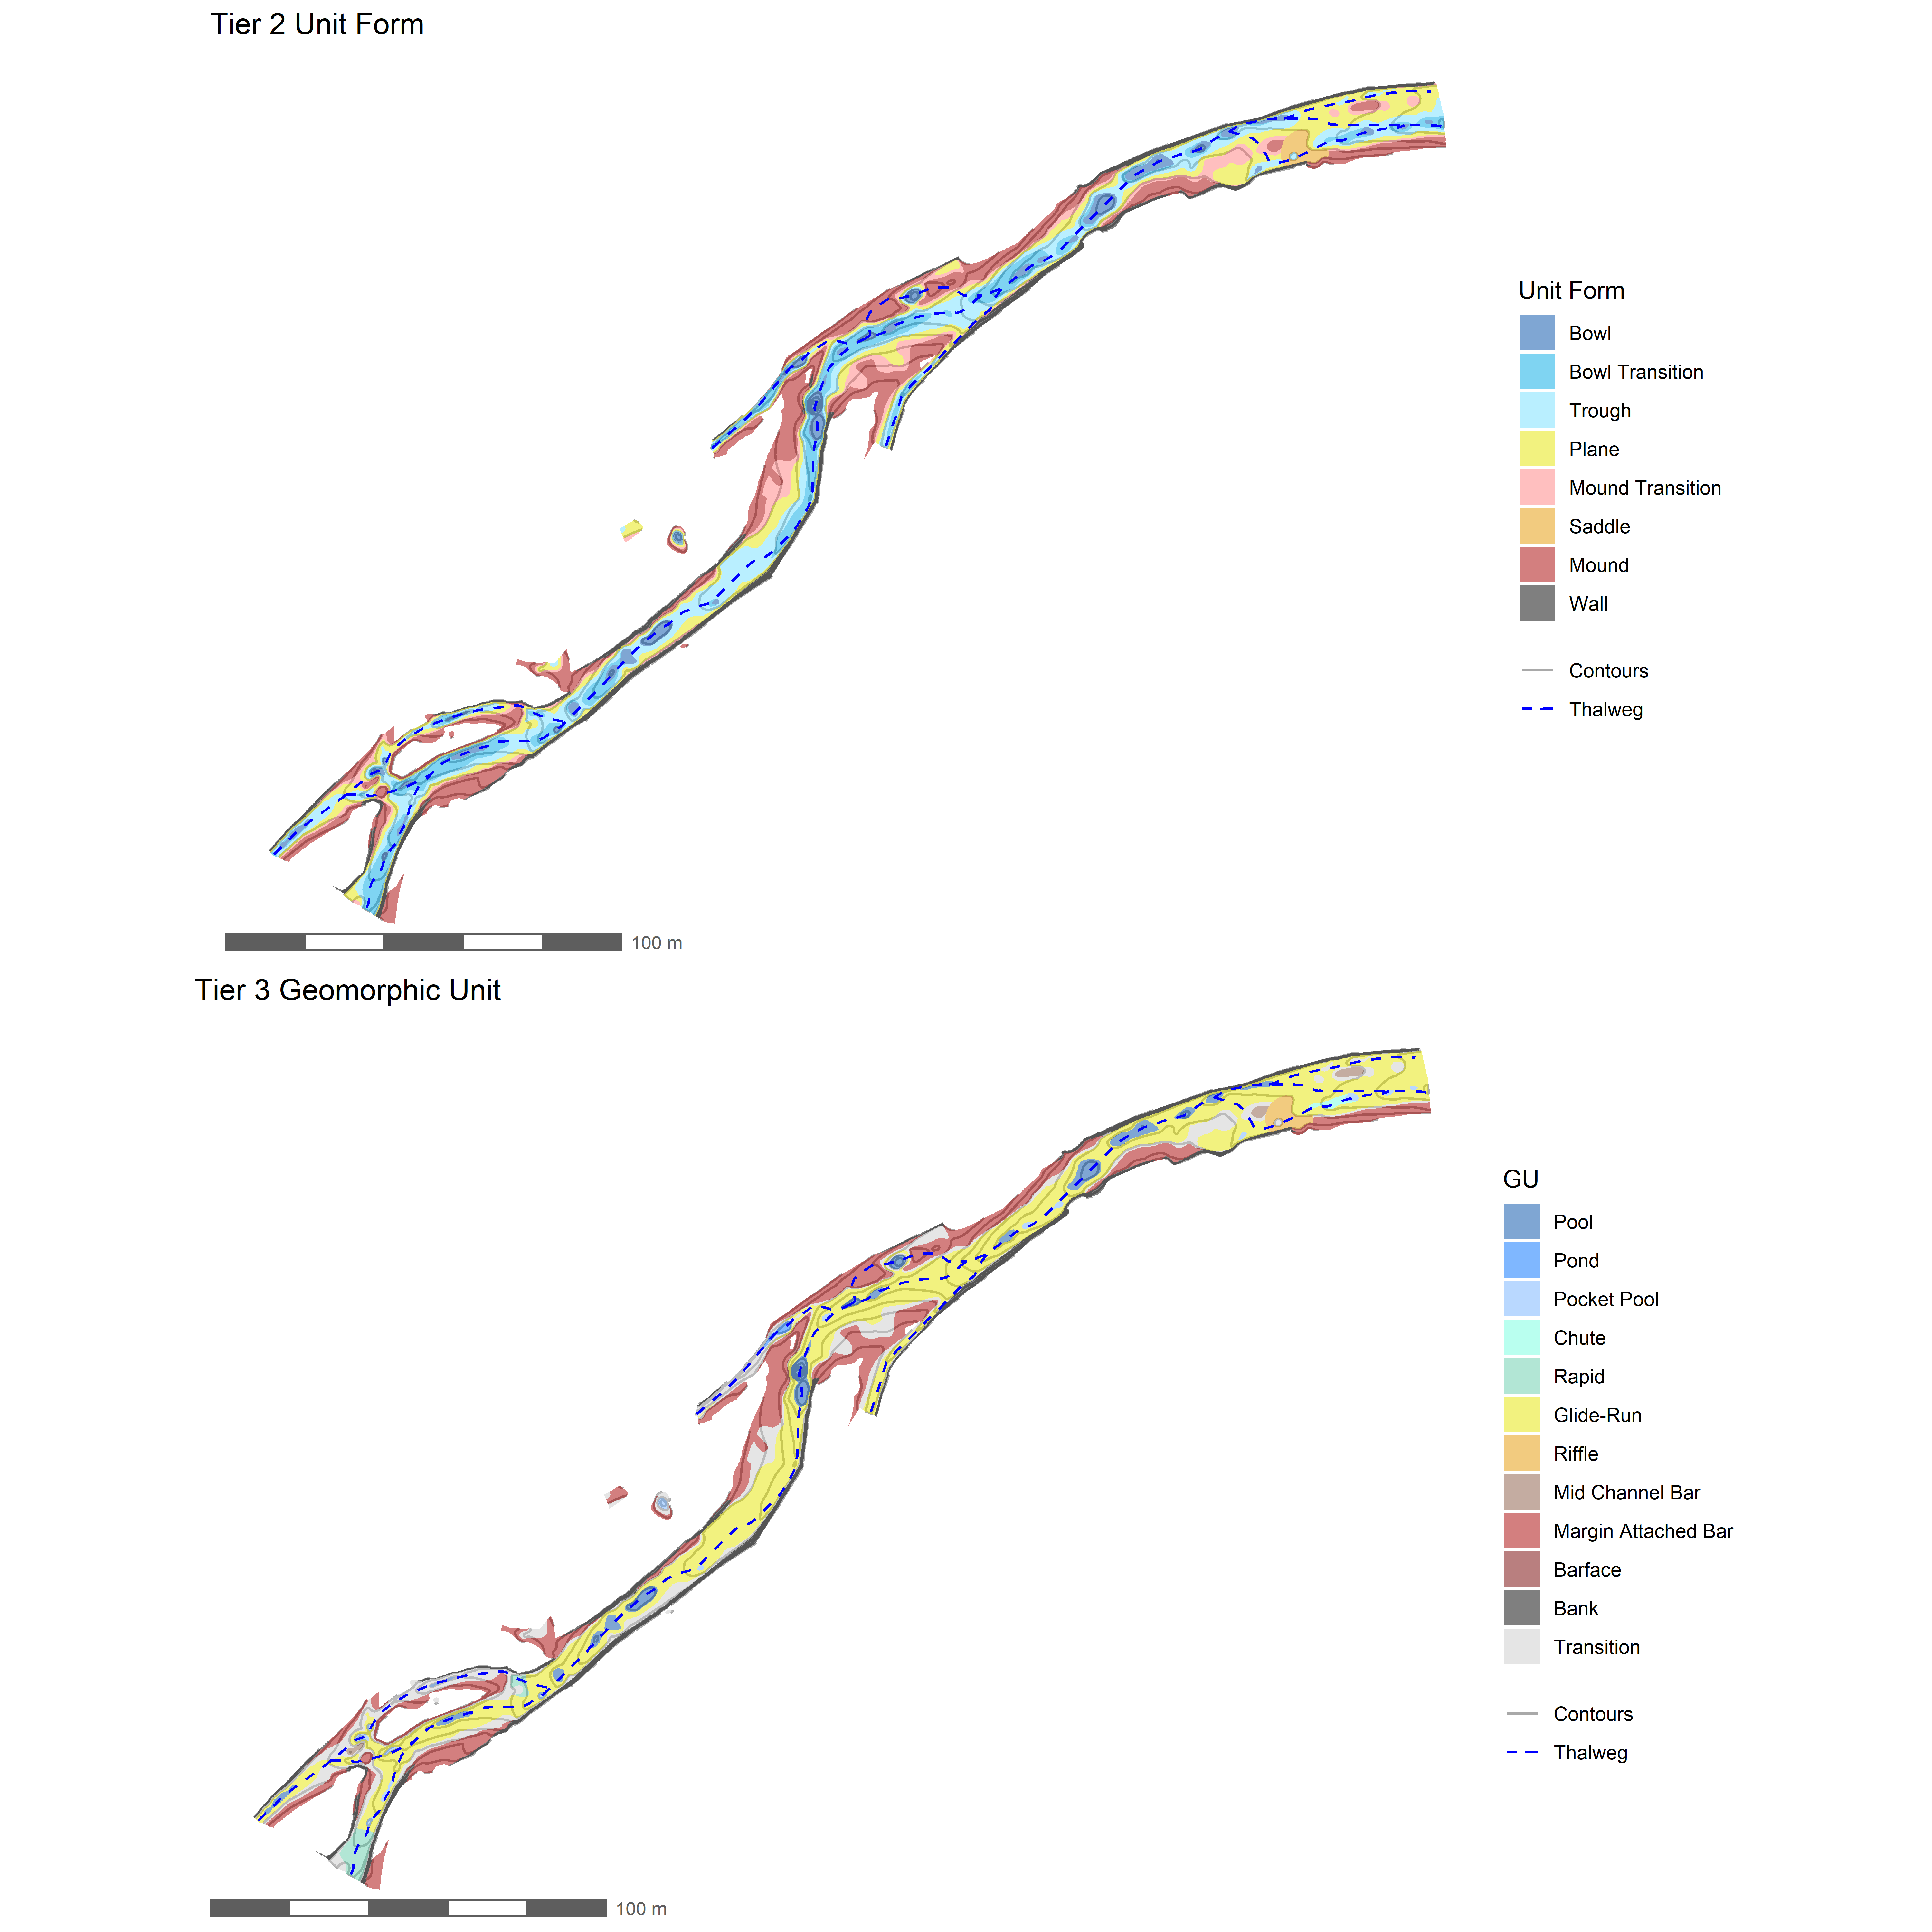 Tier 2 Unit Form
Unit Form
Bowl
Bowl Transition
Trough
Plane
Mound Transition
Saddle
Mound
Wall
Contours
Thalweg
100 m
Tier 3 Geomorphic Unit
GU
Pool
Pond
Pocket Pool
Chute
Rapid
Glide-Run
Riffle
Mid Channel Bar
Margin Attached Bar
Barface
Bank
Transition
Contours
Thalweg
100 m